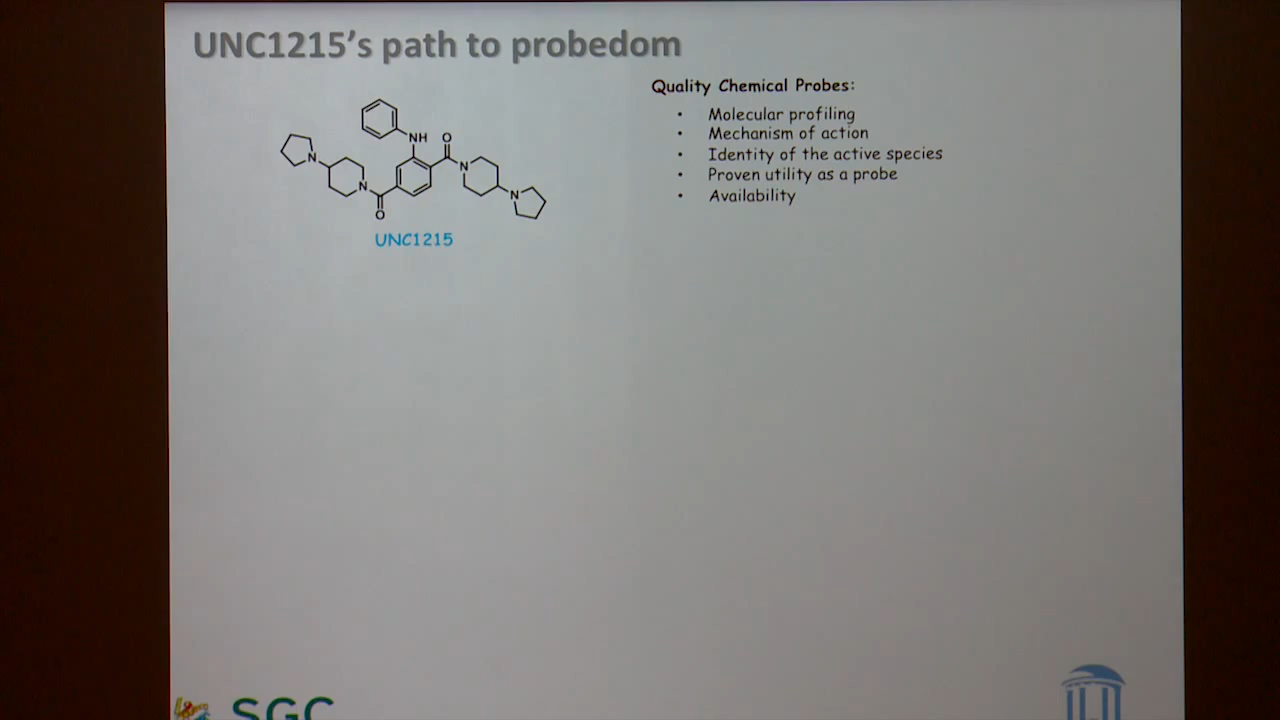 UNC1215's path to probedom
Quality Chemical Probes:
• Molecular profiling
• Mechanism of action
• Identity of the active species
• Proven utility as a probe
• Availability
NH
O
N
N
N
N
O
UNC1215
SGC